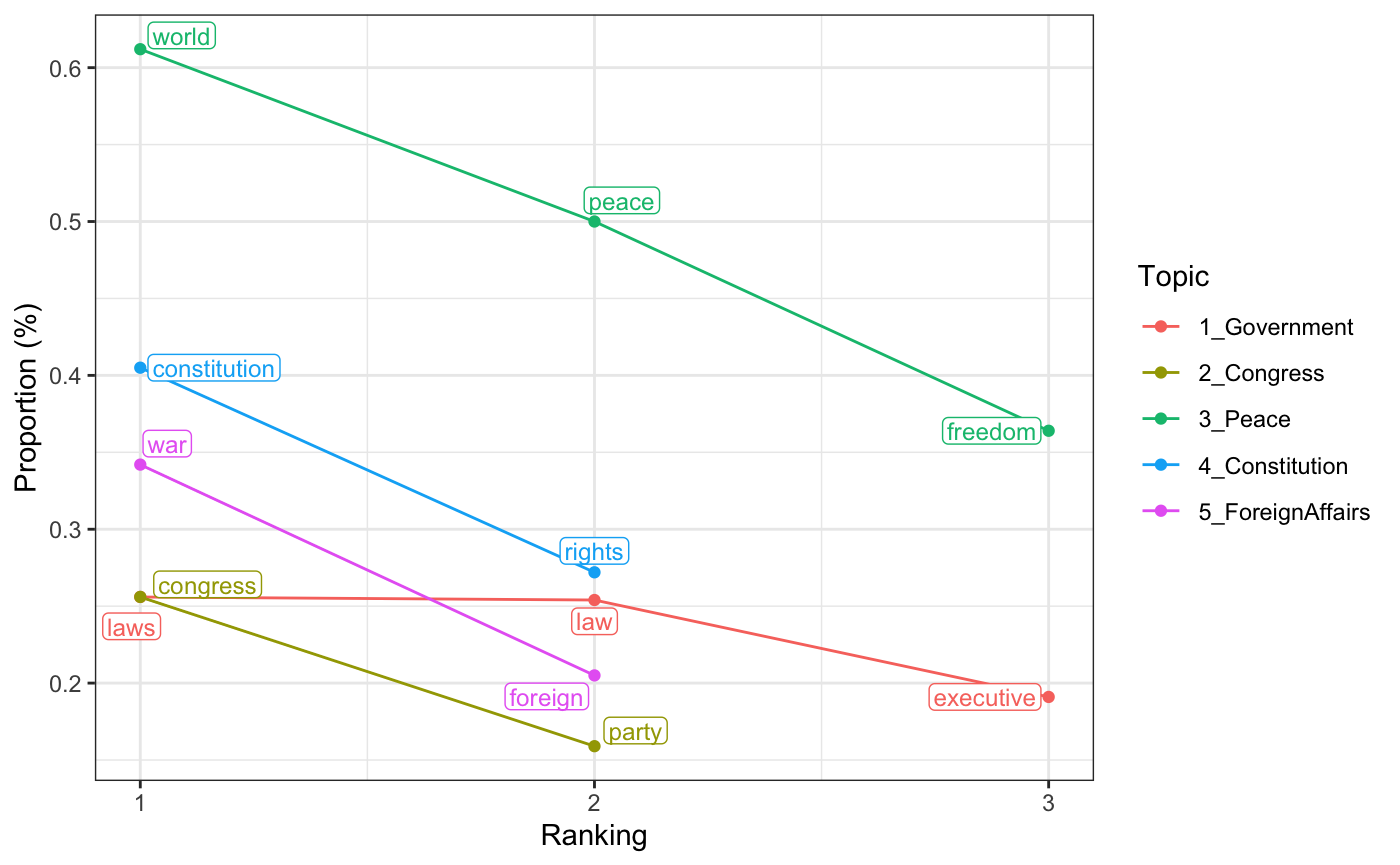 world
0.6
peace
0.5
0.4
constitution
freedom
war
0.3
rights
congress
laws
law
0.2
foreign
executive
party
1
2
3
Ranking
Proportion (%)
Topic
1_Government
2_Congress
3_Peace
4_Constitution
5_ForeignAffairs